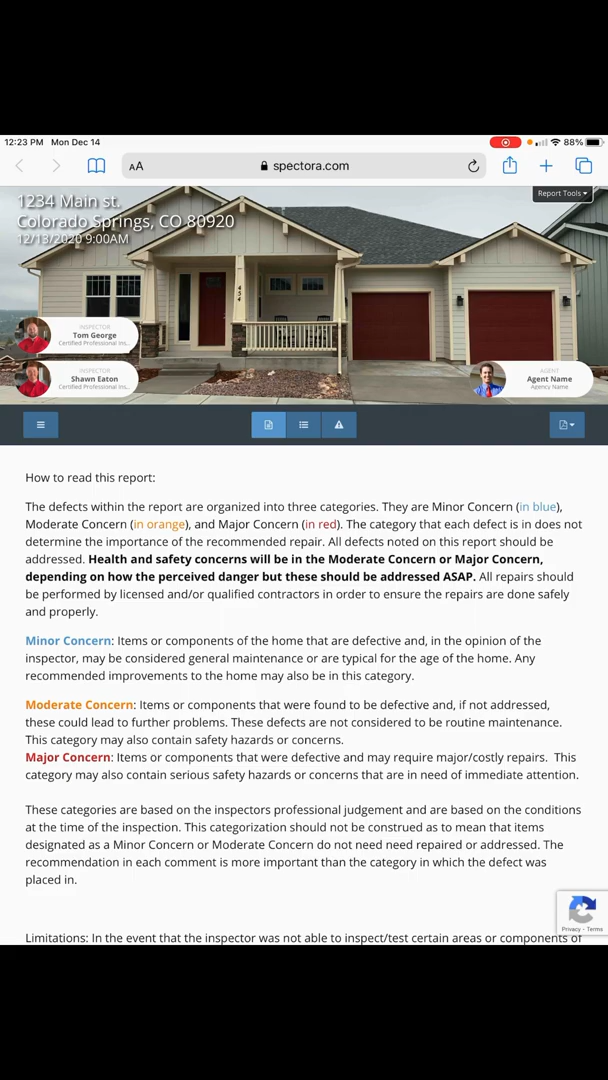 12:23 PM Mon Dec 14
88%
AA
spectora.com
1234 Main st.
Colorado Springs, CO 80920
12/13/2020 9:00AM
Report Tools
454
INSPECTOR
Tom George
Certified Professional Ins...
INSPECTOR
Shawn Eaton
Certified Professional Ins...
AGENT
Agent Name
Agency Name
How to read this report:
The defects within the report are organized into three categories. They are Minor Concern (in blue),
Moderate Concern (in orange), and Major Concern (in red). The category that each defect is in does not
determine the importance of the recommended repair. All defects noted on this report should be
addressed. Health and safety concerns will be in the Moderate Concern or Major Concern,
depending on how the perceived danger but these should be addressed ASAP. All repairs should
be performed by licensed and/or qualified contractors in order to ensure the repairs are done safely
and properly.
Minor Concern: Items or components of the home that are defective and, in the opinion of the
inspector, may be considered general maintenance or are typical for the age of the home. Any
recommended improvements to the home may also be in this category.
Moderate Concern: Items or components that were found to be defective and, if not addressed,
these could lead to further problems. These defects are not considered to be routine maintenance.
This category may also contain safety hazards or concerns.
Major Concern: Items or components that were defective and may require major/costly repairs. This
category may also contain serious safety hazards or concerns that are in need of immediate attention.
These categories are based on the inspectors professional judgement and are based on the conditions
at the time of the inspection. This categorization should not be construed as to mean that items
designated as a Minor Concern or Moderate Concern do not need need repaired or addressed. The
recommendation in each comment is more important than the category in which the defect was
placed in.
Privacy - Terms
Limitations: In the event that the inspector was not able to inspect/test certain areas or components of